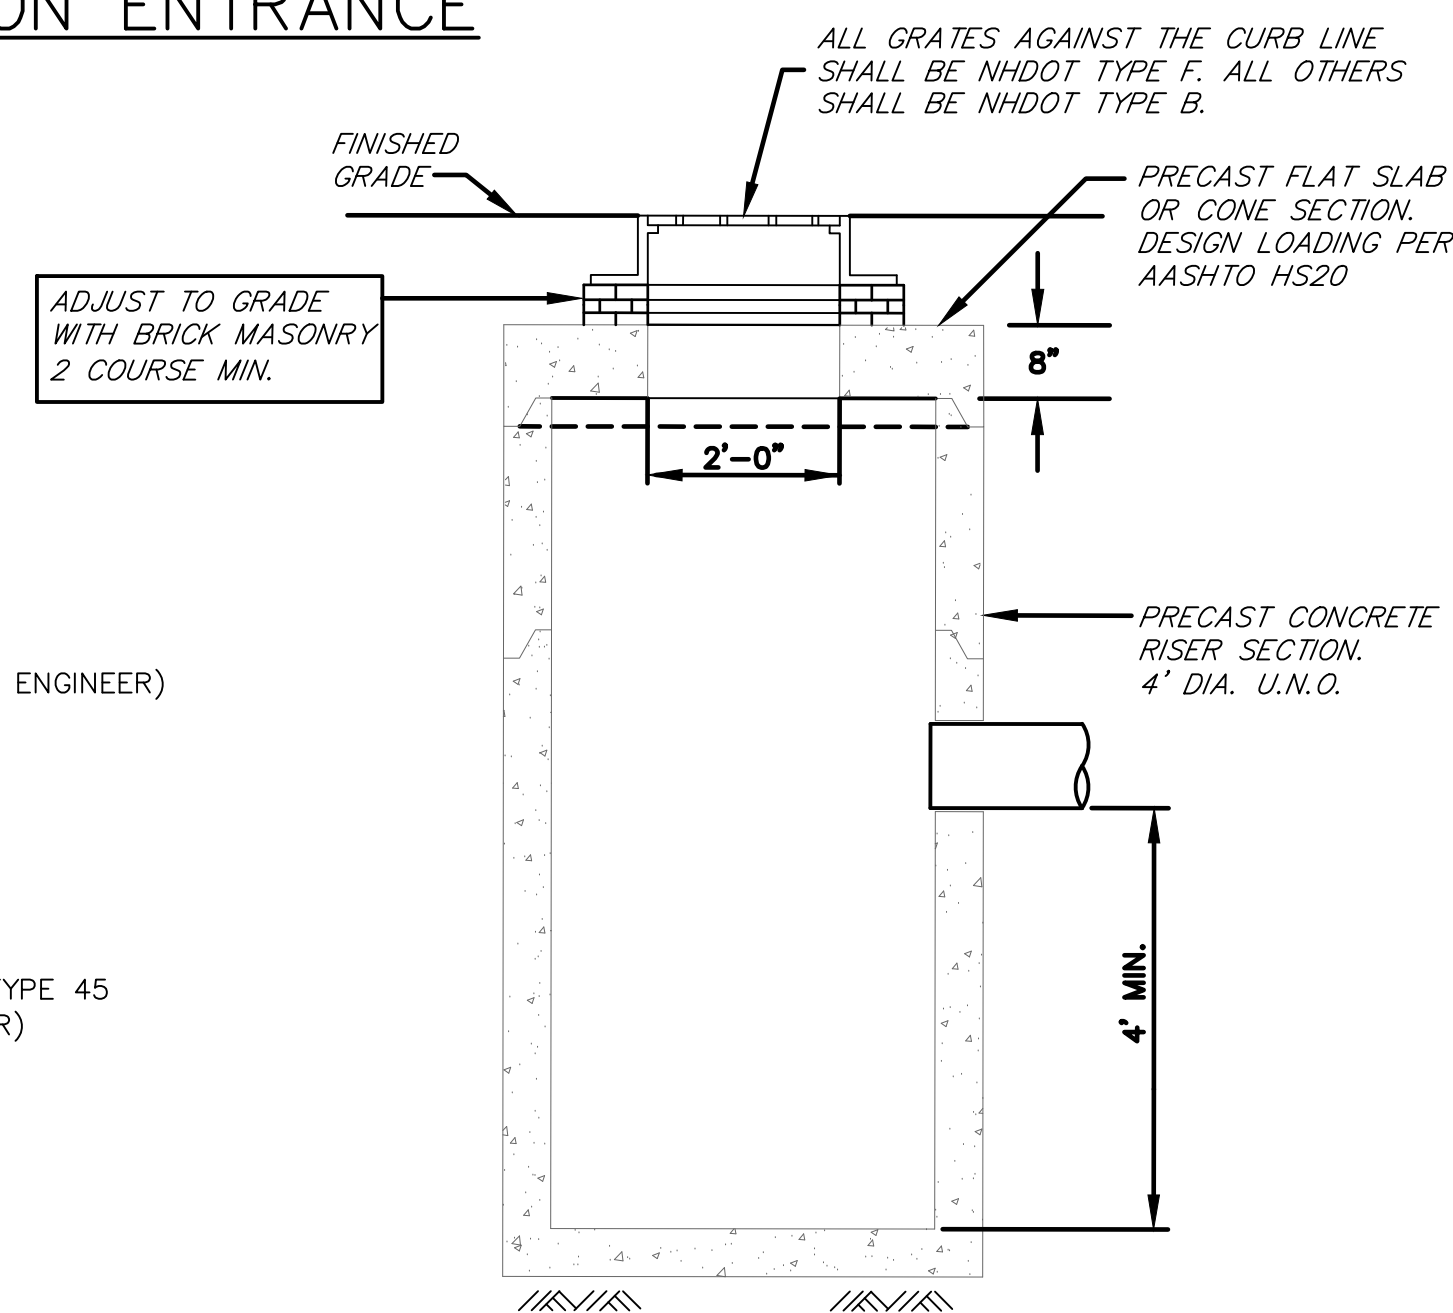 ON ENTRANCE
ALL GRATES AGAINST THE CURB LINE
SHALL BE NHDOT TYPE F. ALL OTHERS
SHALL BE NHDOT TYPE B.
FINISHED
GRADE
PRECAST FLAT SLAB
OR CONE SECTION.
DESIGN LOADING PER
AASHTO HS20
ADJUST TO GRADE
WITH BRICK MASONRY
2 COURSE MIN.
8"
2'-0"
PRECAST CONCRETE
RISER SECTION.
4' DIA. U.N.O.
ENGINEER)
4' MIN.
TYPE 45
R)